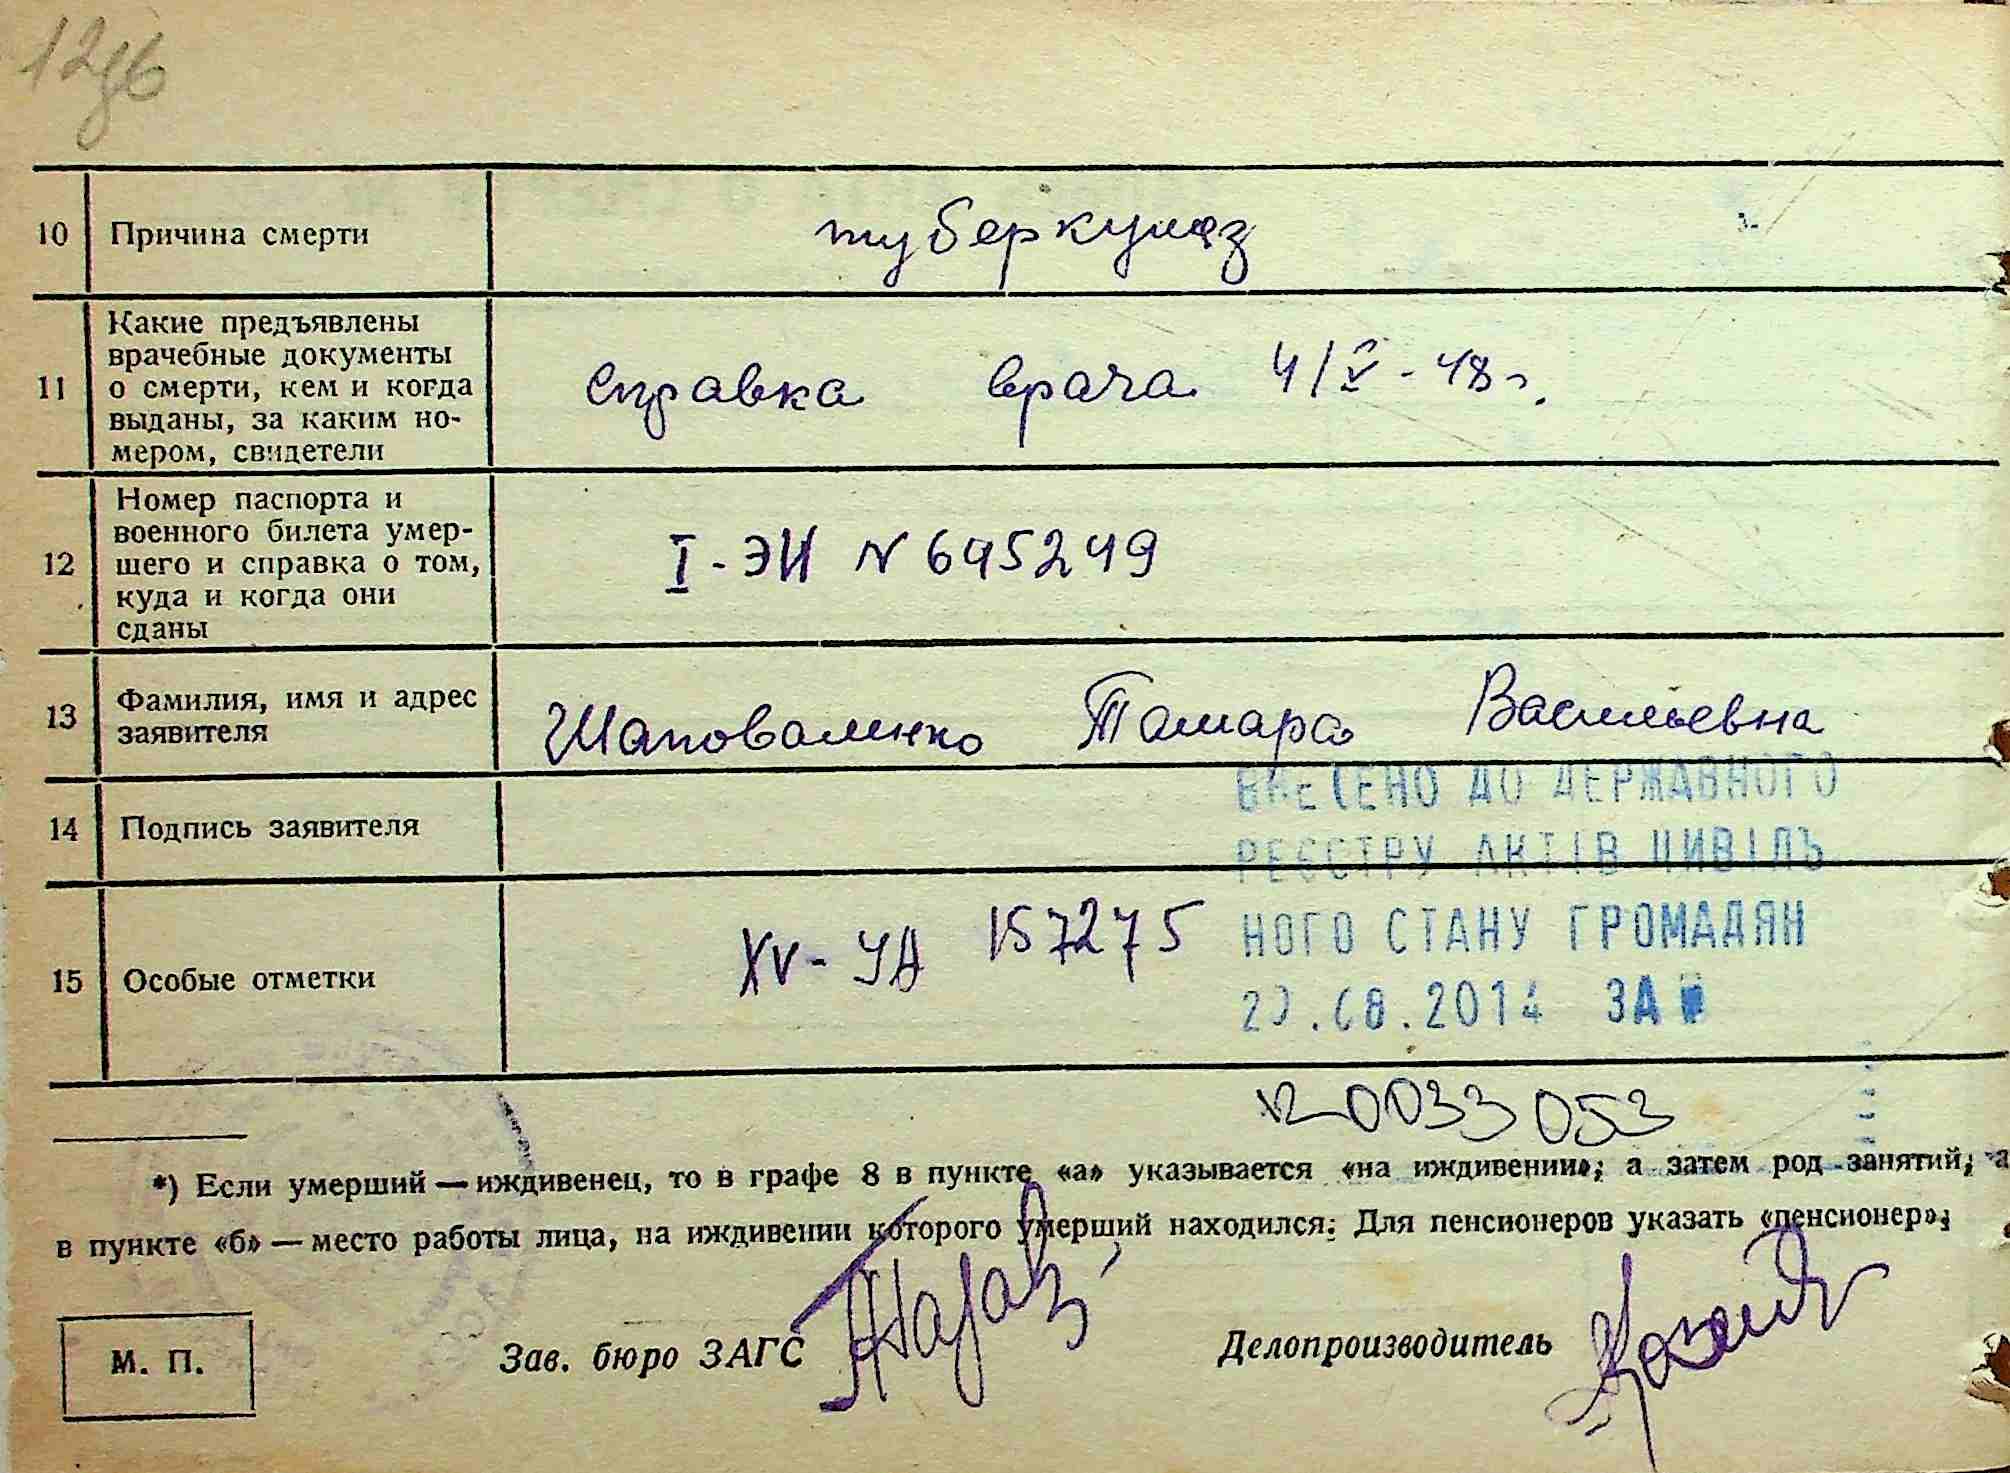 10 Причина смерти туберкулез
11 Какие предъявлены
врачебные документы
о смерти, кем и когда
выданы, за каким но-
мером, свидетели
справка врача 4/V-48г.
12 Номер паспорта и
военного билета умер-
шего и справка о том,
куда и когда они
сданы
I-ЭИ N 645249
13 Фамилия, имя и адрес
заявителя
Шаповаленко Тамара Васильевна
14 Подпись заявителя
ВНЕСЕНО ДО ДЕРЖАВНОГО
РЕЄСТРУ АКТІВ ЦИВІЛЬ
НОГО СТАНУ ГРОМАДЯН
15 Особые отметки XV-УА 157275
.08.2014 ЗА №
0033053
*) Если умерший — иждивенец, то в графе 8 в пункте «а» указывается «на иждивении», а затем род занятий, а
в пункте «б» — место работы лица, на иждивении которого умерший находился. Для пенсионеров указать «пенсионер».
М. П.
Зав. бюро ЗАГС
Делопроизводитель